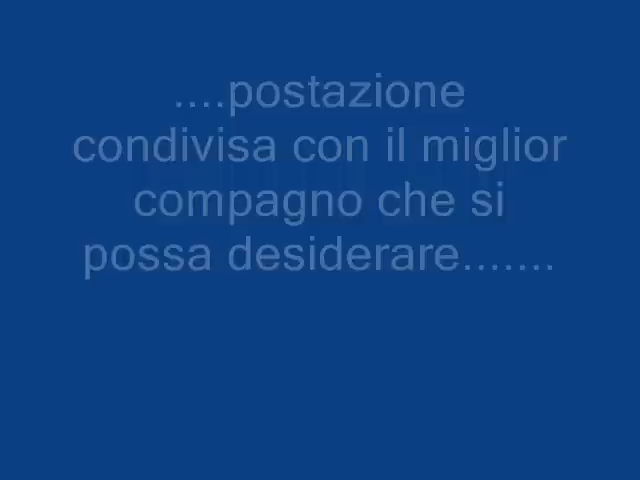 ....postazione
condivisa con il miglior
compagno che si
possa desiderare.......